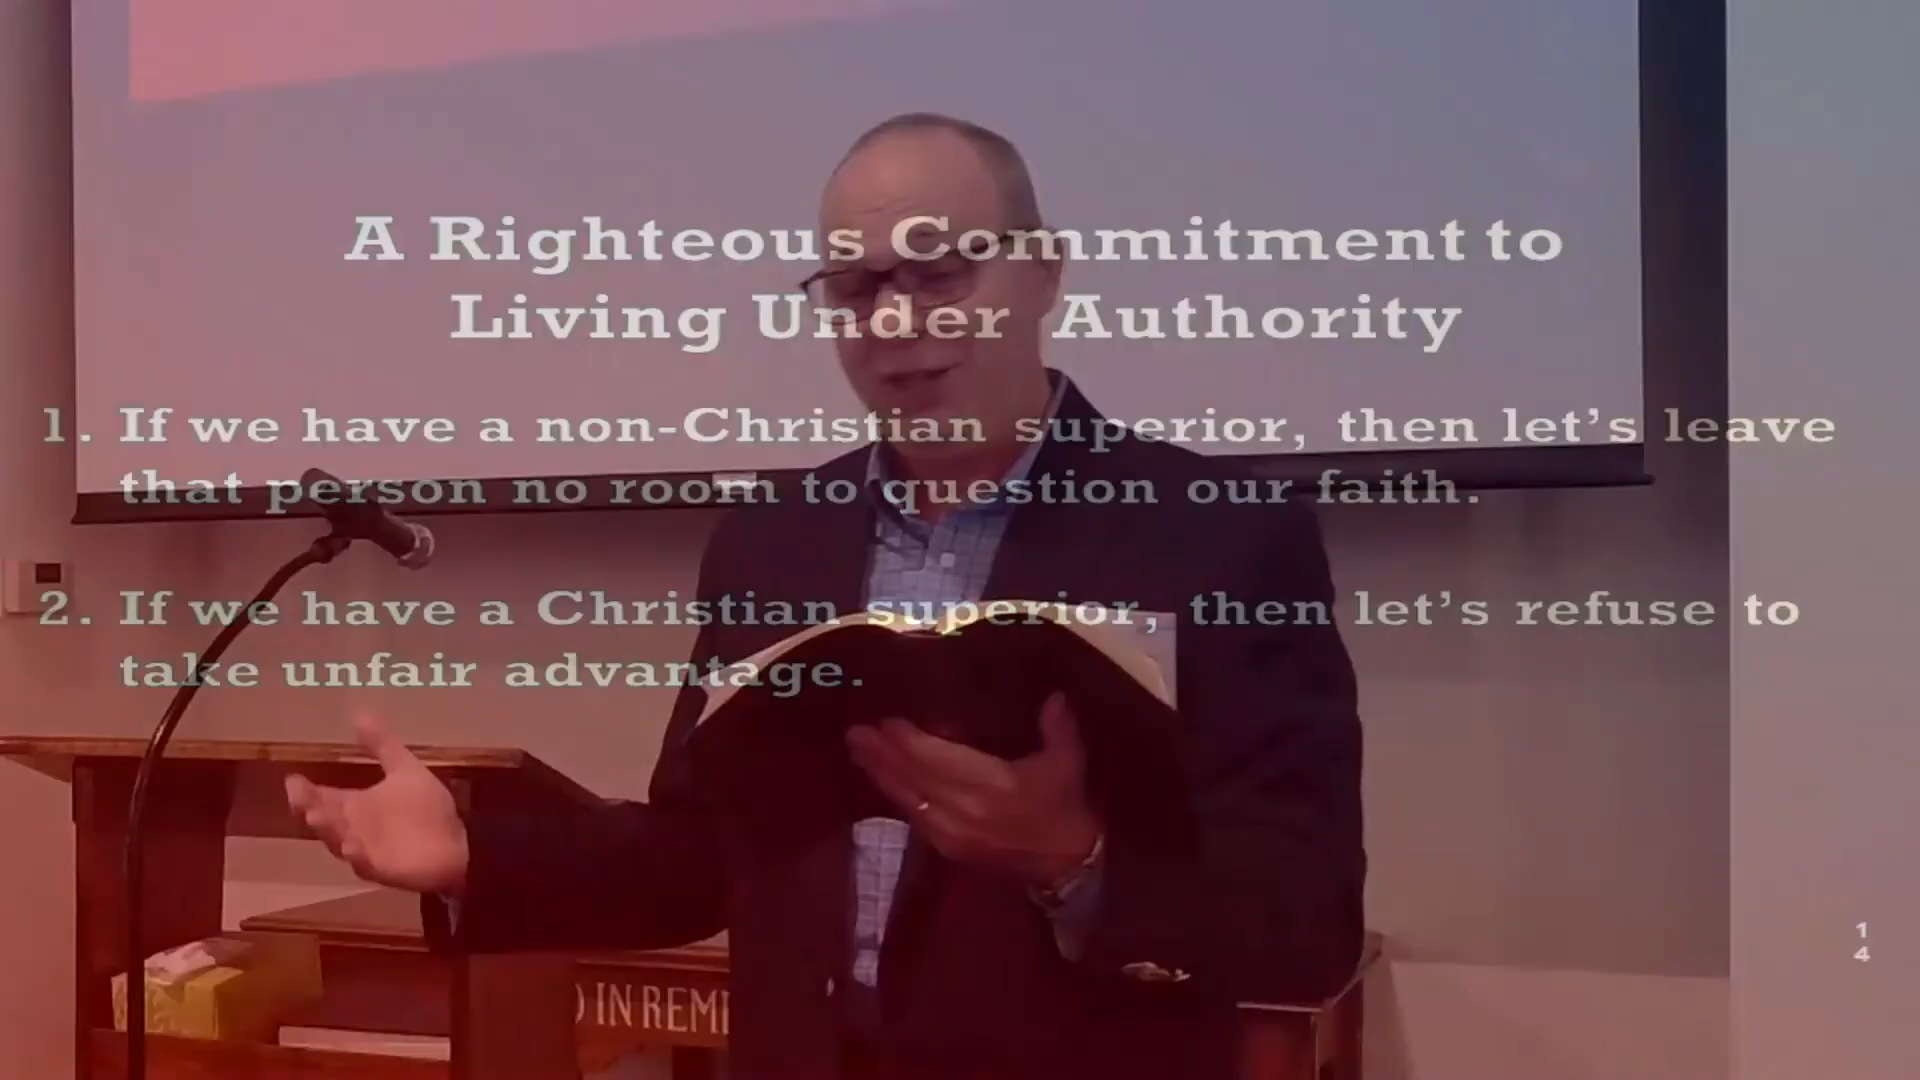 A Righteous Commitment to
Living Under Authority
1. If we have a non-Christian superior, then let's leave
that person no room to question our faith.
2. If we have a Christian superior, then let's refuse to
take unfair advantage.
1
4
) IN REM